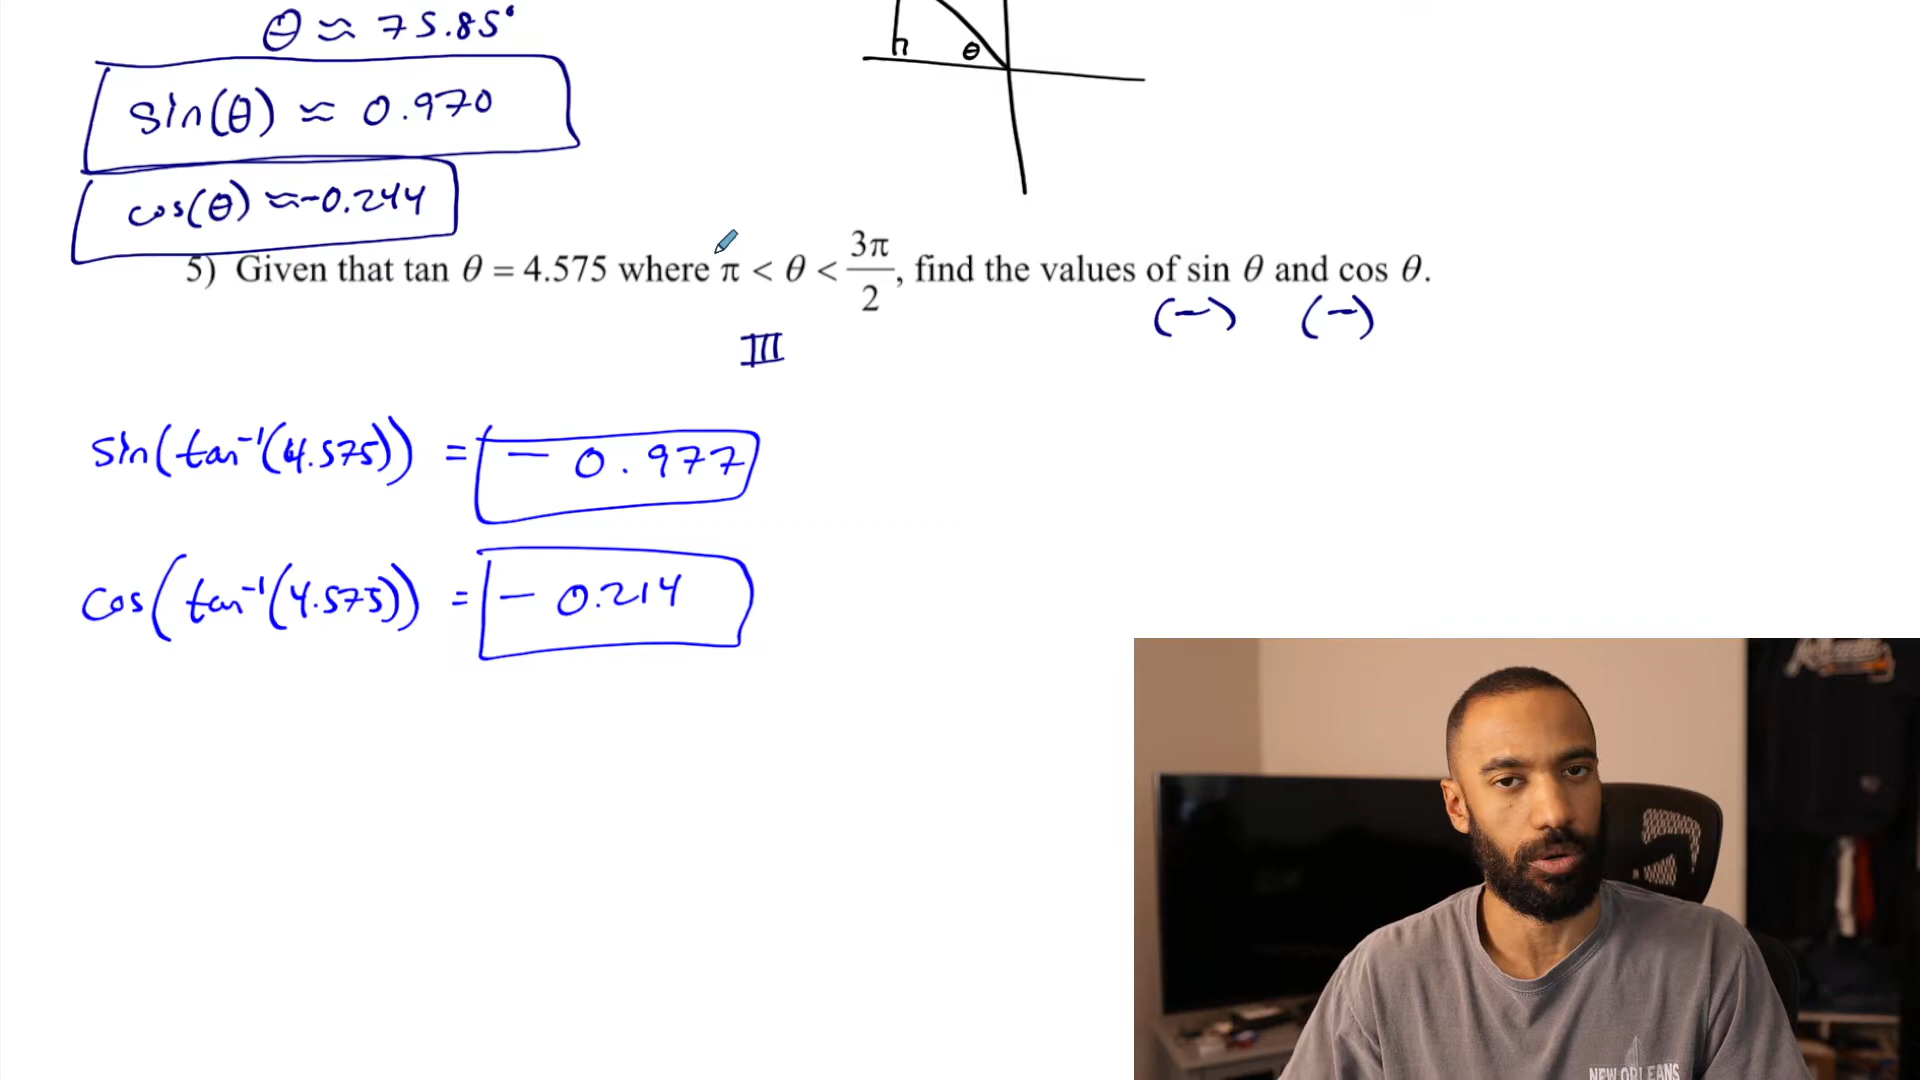 θ ≈ 75.85°
sin(θ) ≈ 0.970
cos(θ) ≈ -0.244
θ
5) Given that tan θ = 4.575 where π < θ < 3π/2, find the values of sin θ and cos θ.
(-) (-)
III
sin(tan⁻¹(4.575)) = - 0.977
cos(tan⁻¹(4.575)) = - 0.214
NEW ORLEANS